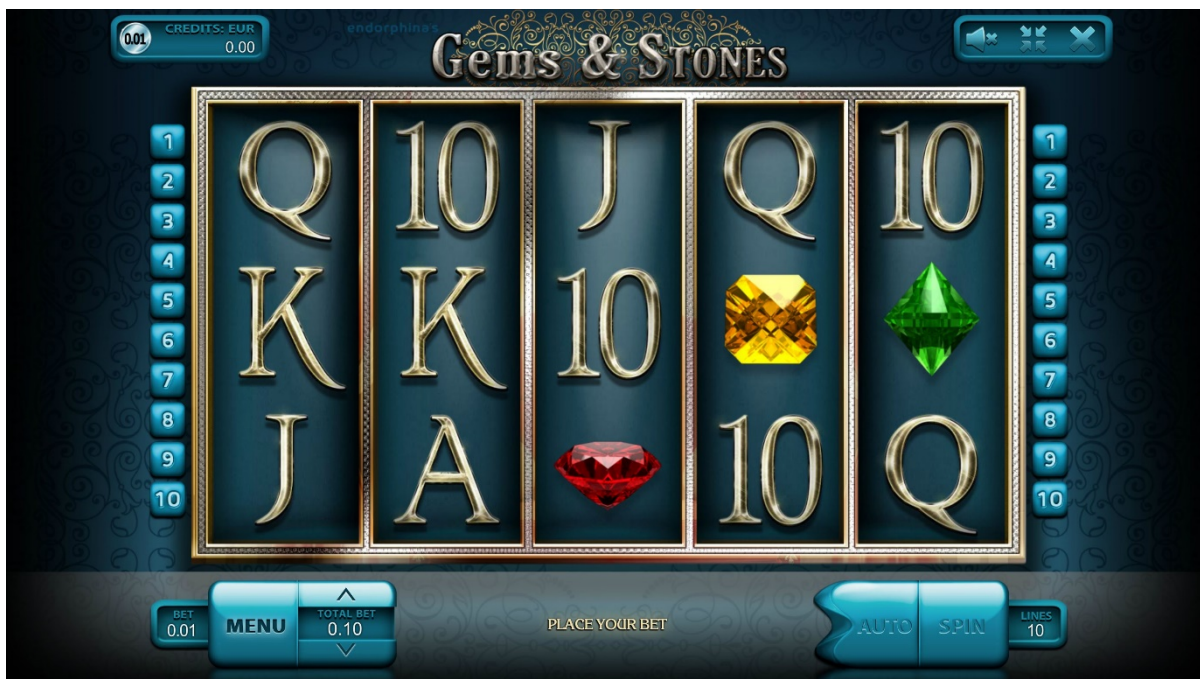 0.01
CREDITS: EUR
0.00
endorphina's
Gems & Stones
1
2
3
4
5
6
7
8
9
10
Q 10 J Q 10
K K 10
J A 10 Q
1
2
3
4
5
6
7
8
9
10
BET
0.01
MENU
TOTAL BET
0.10
PLACE YOUR BET
AUTO
SPIN
LINES
10